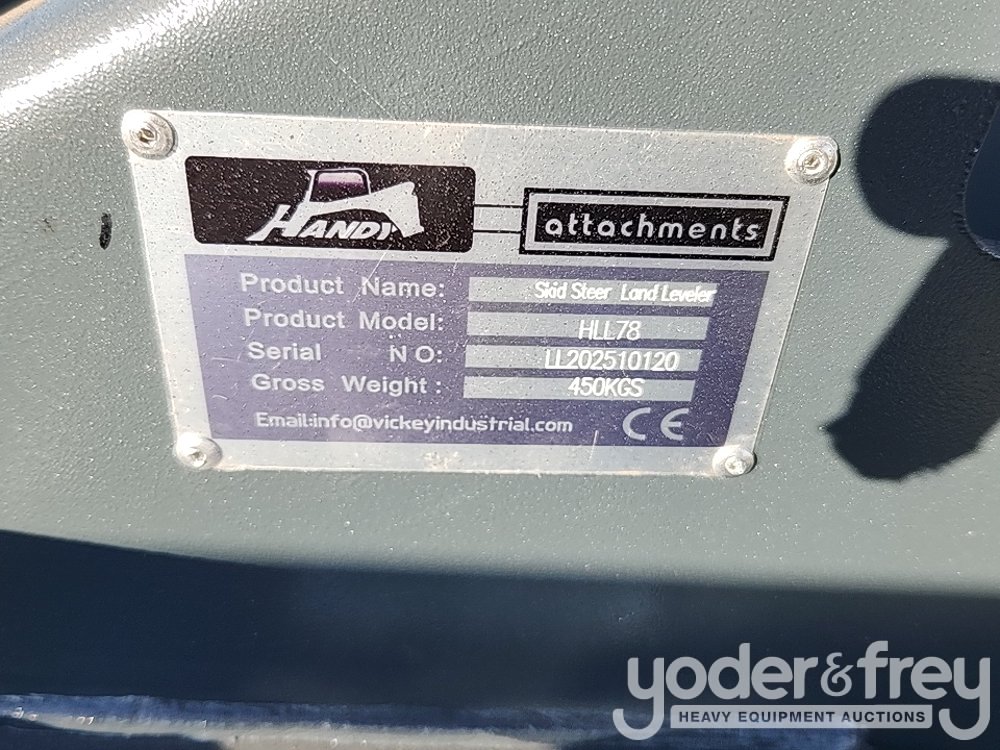 HANDY
attachments
Product Name: Skid Steer Land Leveler
Product Model: HLL78
Serial NO: LL202510120
Gross Weight: 450KGS
Email:info@vickeyindustrial.com CE
yoder&frey
HEAVY EQUIPMENT AUCTIONS